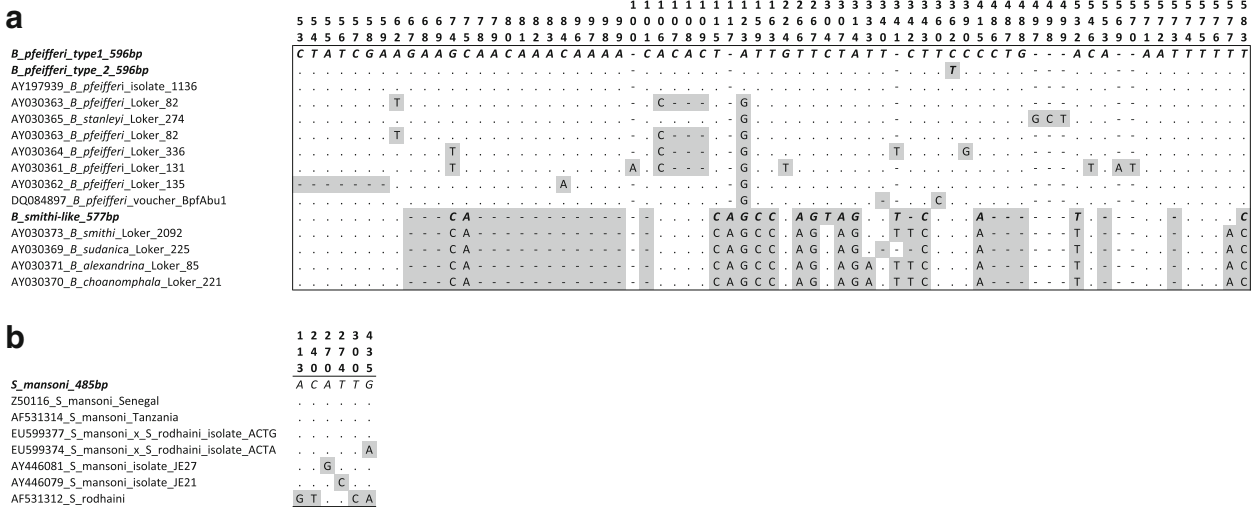 a
B_pfeifferi_type1_596bp C T A T C G A A G A A G C A A C A A A C A A A A - C A C A C T - A T T G T T C T A T T - C T T C C C C T G - - - A C A - - A A T T T T T T
B_pfeifferi_type_2_596bp . . . . . . . . . . . . . . . . . . . . . . . . - . . . . . . - . . . . . . . . . . . - . . . T . . . . . - - - . . . - - . . . . . . . .
AY197939_B_pfeifferi_isolate_1136 . . . . . . . . . . . . . . . . . . . . . . . . - . . . . . . - . . . . . . . . . . . - . . . . . . . . . - - - . . . - - . . . . . . . .
AY030363_B_pfeifferi_Loker_82 . . . . . . . T . . . . . . . . . . . . . . . . - . C - - - . - G . . . . . . . . . . - . . . . . . . . . - - - . . . - - . . . . . . . .
AY030365_B_stanleyi_Loker_274 . . . . . . . . . . . . . . . . . . . . . . . . - . . . . . . - G . . . . . . . . . . - . . . . . . . . . G C T . . . - - . . . . . . . .
AY030363_B_pfeifferi_Loker_82 . . . . . . . T . . . . . . . . . . . . . . . . - . C - - - . - G . . . . . . . . . . - . . . . . . . . . - - - . . . - - . . . . . . . .
AY030364_B_pfeifferi_Loker_336 . . . . . . . . . . . T . . . . . . . . . . . . - . C - - - . - G . . . . . . . . . . T . . . . G . . . . - - - . . . - - . . . . . . . .
AY030361_B_pfeifferi_Loker_131 . . . . . . . . . . . T . . . . . . . . . . . . A . C - - - . - G . . T . . . . . . . - . . . . . . . . . - - - . T . A T . . . . . . . .
AY030362_B_pfeifferi_Loker_135 - - - - - - - . . . . . . . . . . . . A . . . . - . . . . . . - G . . . . . . . . . . - . . . . . . . . . - - - . . . - - . . . . . . . .
DQ084897_B_pfeifferi_voucher_BpfAbu1 . . . . . . . . . . . . . . . . . . . . . . . . - . . . . . . - G . . . . . . . . . - - . . C . . . . . . - - - . . . - - . . . . . . . .
B_smithi-like_577bp . . . . . . . . - - - C A - - - - - - - - - - - - - . . . . C A G C C . A G T A G . . T - C . . . A - - - - - - T . - - - . . - . . . . C
AY030373_B_smithi_Loker_2092 . . . . . . . . - - - C A - - - - - - - - - - - - - . . . . C A G C C . A G - A G . . T T C . . . A - - - - - - T . - - - . . - . . . A C
AY030369_B_sudanica_Loker_225 . . . . . . . . - - - C A - - - - - - - - - - - - - . . . . C A G C C . A G - A G . - - - C . . . A - - - - - - T . - - - . . - . . . A C
AY030371_B_alexandrina_Loker_85 . . . . . . . . - - - C A - - - - - - - - - - - - - . . . . C A G C C . A G - A G A . T T C . . . A - - - - - - T . - - - . . - . . . A C
AY030370_B_choanomphala_Loker_221 . . . . . . . . - - - C A - - - - - - - - - - - - - . . . . C A G C C . A G - A G A . T T C . . . A - - - - - - T . - - - . . - . . . A C
b
1 2 2 2 3 4
1 4 7 7 0 3
3 0 0 4 0 5
S_mansoni_485bp A C A T T G
Z50116_S_mansoni_Senegal . . . . . .
AF531314_S_mansoni_Tanzania . . . . . .
EU599377_S_mansoni_x_S_rodhaini_isolate_ACTG . . . . . .
EU599374_S_mansoni_x_S_rodhaini_isolate_ACTA . . . . . A
AY446081_S_mansoni_isolate_JE27 . . G . . .
AY446079_S_mansoni_isolate_JE21 . . . C . .
AF531312_S_rodhaini G T . . C A